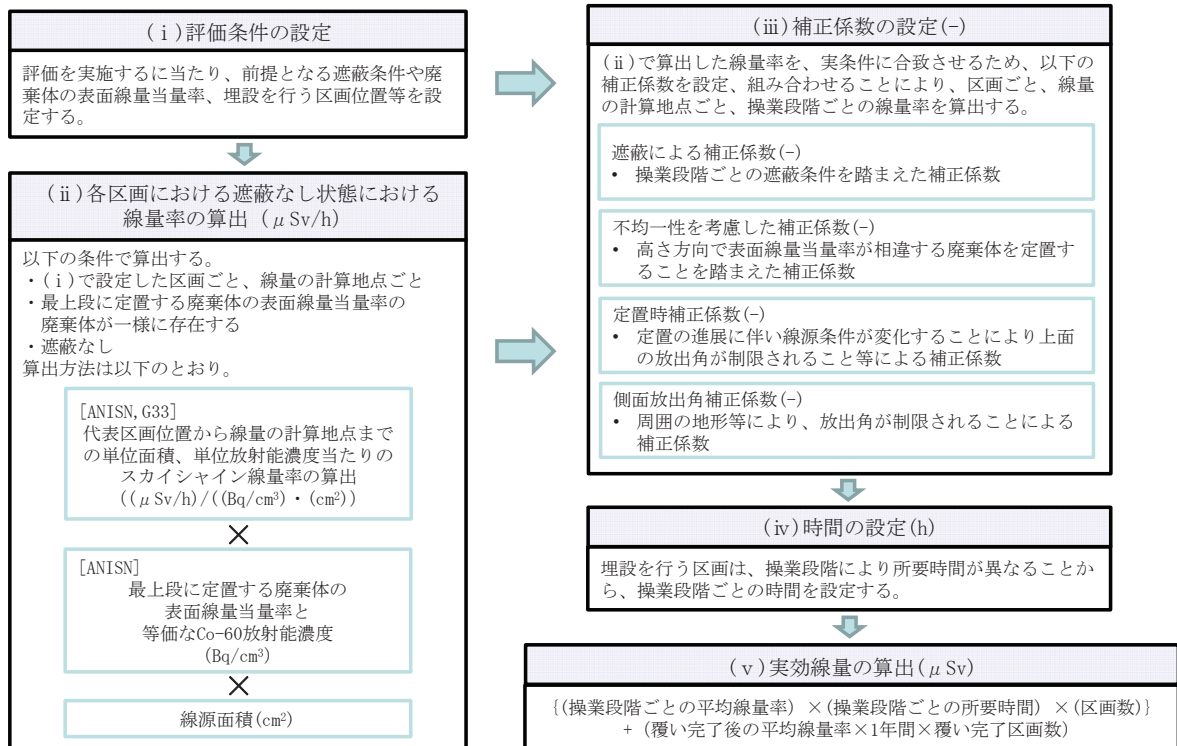 (ⅰ)評価条件の設定
評価を実施するに当たり、前提となる遮蔽条件や廃
棄体の表面線量当量率、埋設を行う区画位置等を設
定する。
(ⅱ)各区画における遮蔽なし状態における
線量率の算出 (μSv/h)
以下の条件で算出する。
・(ⅰ)で設定した区画ごと、線量の計算地点ごと
・最上段に定置する廃棄体の表面線量当量率の
廃棄体が一様に存在する
・遮蔽なし
算出方法は以下のとおり。
[ANISN,G33]
代表区画位置から線量の計算地点まで
の単位面積、単位放射能濃度当たりの
スカイシャイン線量率の算出
((μSv/h)/((Bq/cm³)・(cm²))
×
[ANISN]
最上段に定置する廃棄体の
表面線量当量率と
等価なCo-60放射能濃度
(Bq/cm³)
×
線源面積(cm²)
(ⅲ)補正係数の設定(-)
(ⅱ)で算出した線量率を、実条件に合致させるため、以下の
補正係数を設定、組み合わせることにより、区画ごと、線量
の計算地点ごと、操業段階ごとの線量率を算出する。
遮蔽による補正係数(-)
• 操業段階ごとの遮蔽条件を踏まえた補正係数
不均一性を考慮した補正係数(-)
• 高さ方向で表面線量当量率が相違する廃棄体を定置す
ることを踏まえた補正係数
定置時補正係数(-)
• 定置の進展に伴い線源条件が変化することにより上面
の放出角が制限されること等による補正係数
側面放出角補正係数(-)
• 周囲の地形等により、放出角が制限されることによる
補正係数
(ⅳ)時間の設定(h)
埋設を行う区画は、操業段階により所要時間が異なることか
ら、操業段階ごとの時間を設定する。
(ⅴ)実効線量の算出(μSv)
{(操業段階ごとの平均線量率) ×(操業段階ごとの所要時間) ×(区画数)}
+ (覆い完了後の平均線量率×1年間×覆い完了区画数)